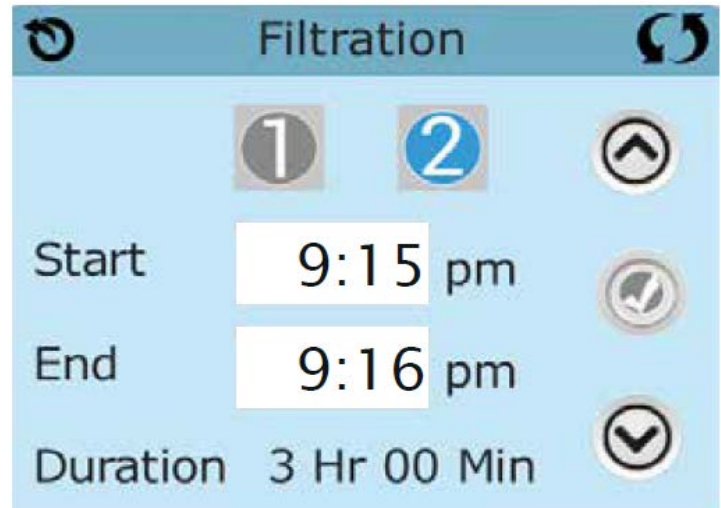 Filtration
1 2
Start 9:15 pm
End 9:16 pm
Duration 3 Hr 00 Min